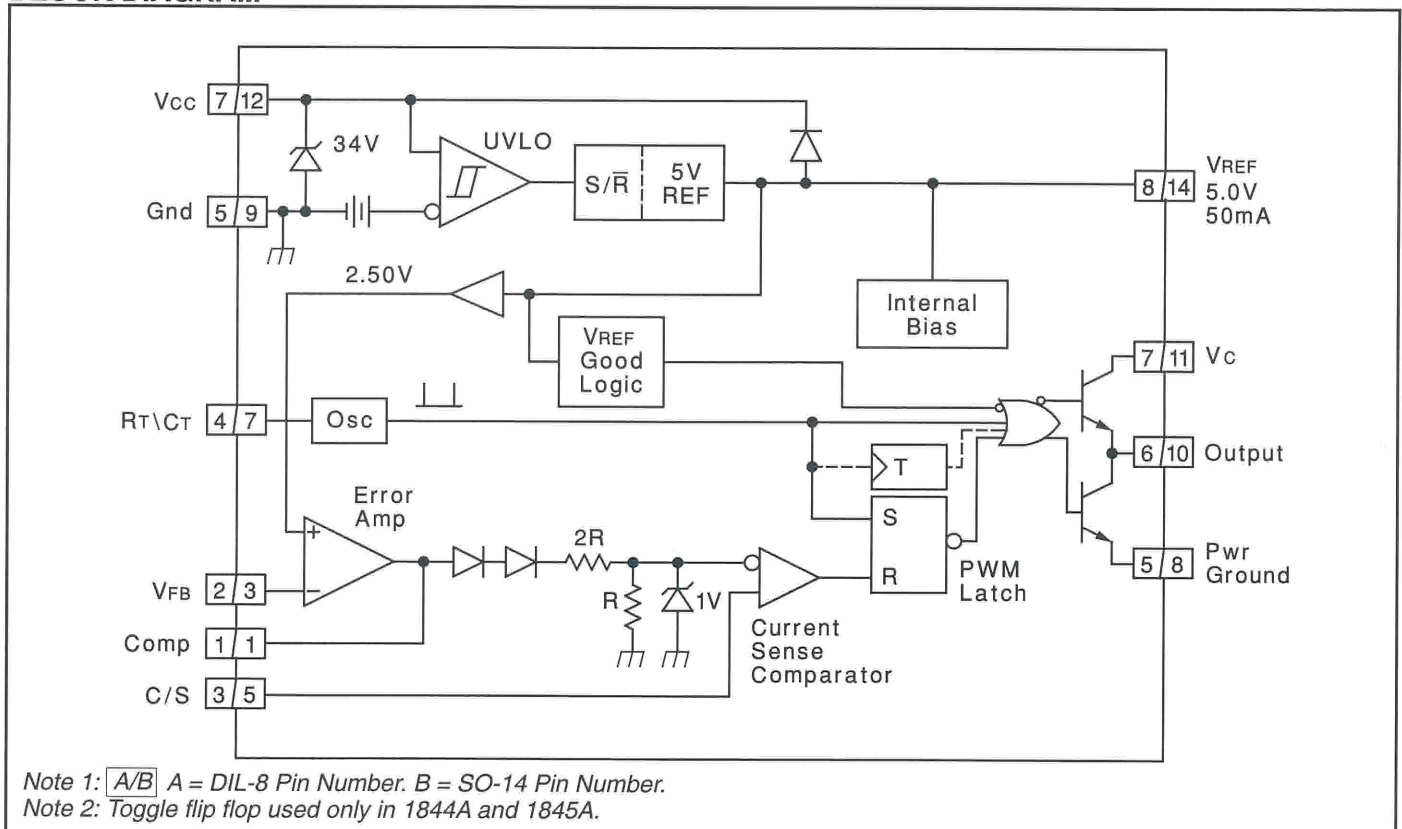 Vcc 7/12
34V
UVLO
S/R̅
5V
REF
VREF
8/14
5.0V
50mA
Gnd 5/9
2.50V
Internal
Bias
VREF
Good
Logic
7/11 Vc
RT\CT 4/7
Osc
T
6/10 Output
Error
Amp
+
−
2R
S
R
PWM
Latch
R
1V
5/8
Pwr
Ground
VFB 2/3
Current
Sense
Comparator
Comp 1/1
C/S 3/5
Note 1: A/B A = DIL-8 Pin Number. B = SO-14 Pin Number.
Note 2: Toggle flip flop used only in 1844A and 1845A.